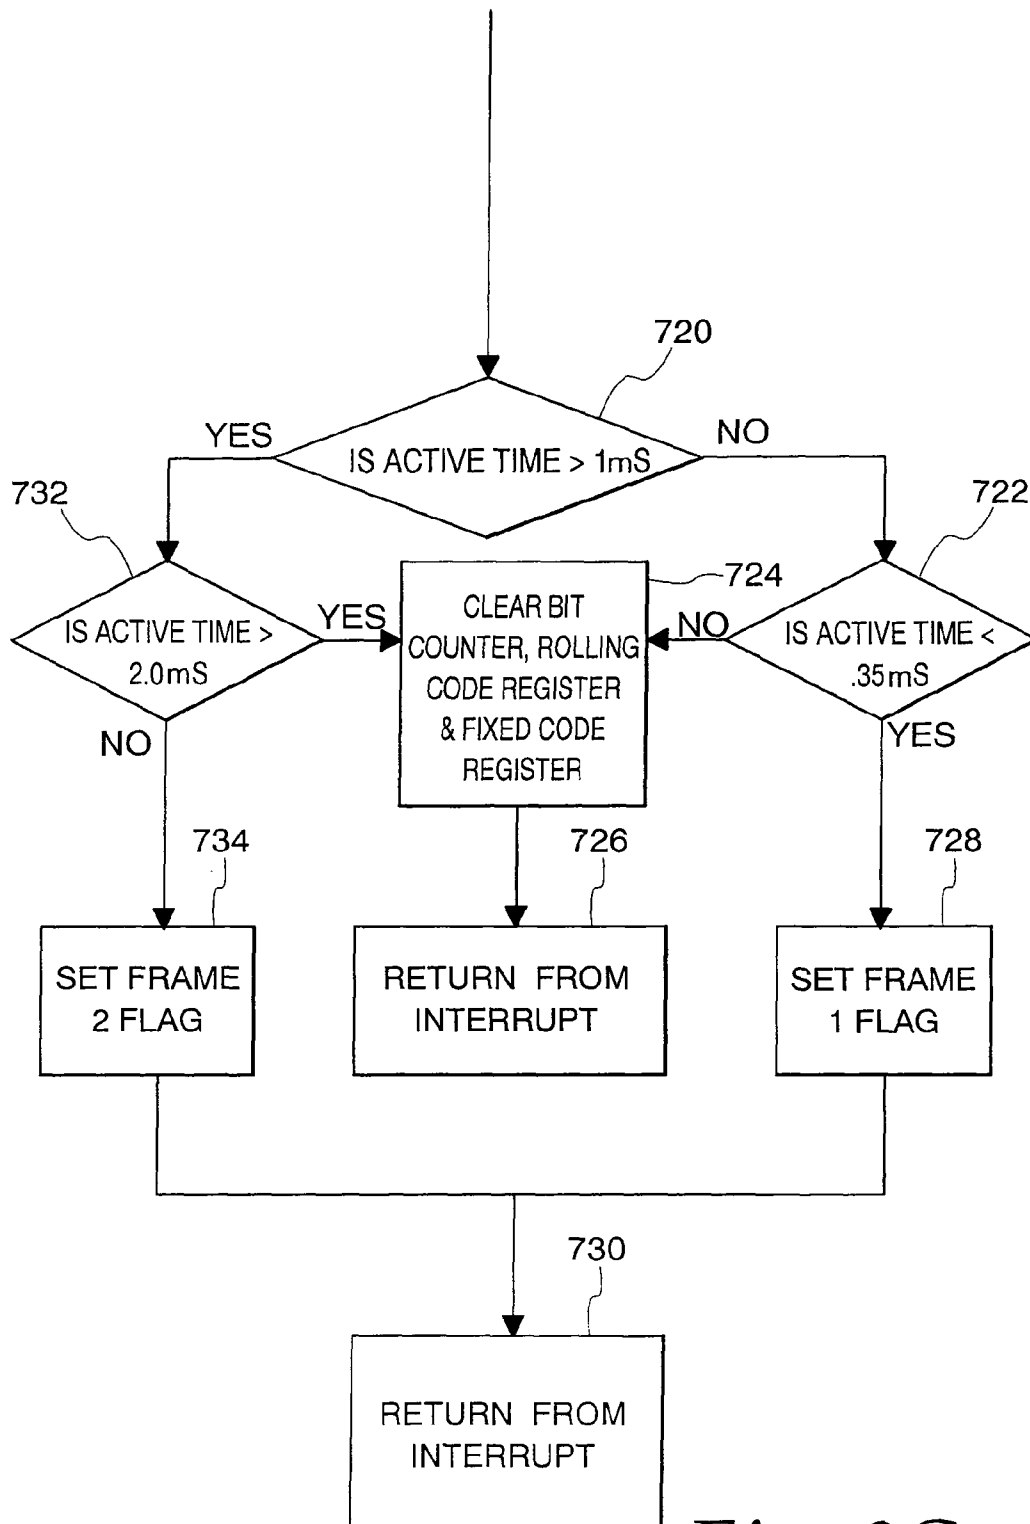 720
YES
NO
IS ACTIVE TIME > 1mS
732
722
724
YES
NO
IS ACTIVE TIME >
2.0mS
CLEAR BIT
COUNTER, ROLLING
CODE REGISTER
& FIXED CODE
REGISTER
IS ACTIVE TIME <
.35mS
NO
YES
734
726
728
SET FRAME
2 FLAG
RETURN FROM
INTERRUPT
SET FRAME
1 FLAG
730
RETURN FROM
INTERRUPT